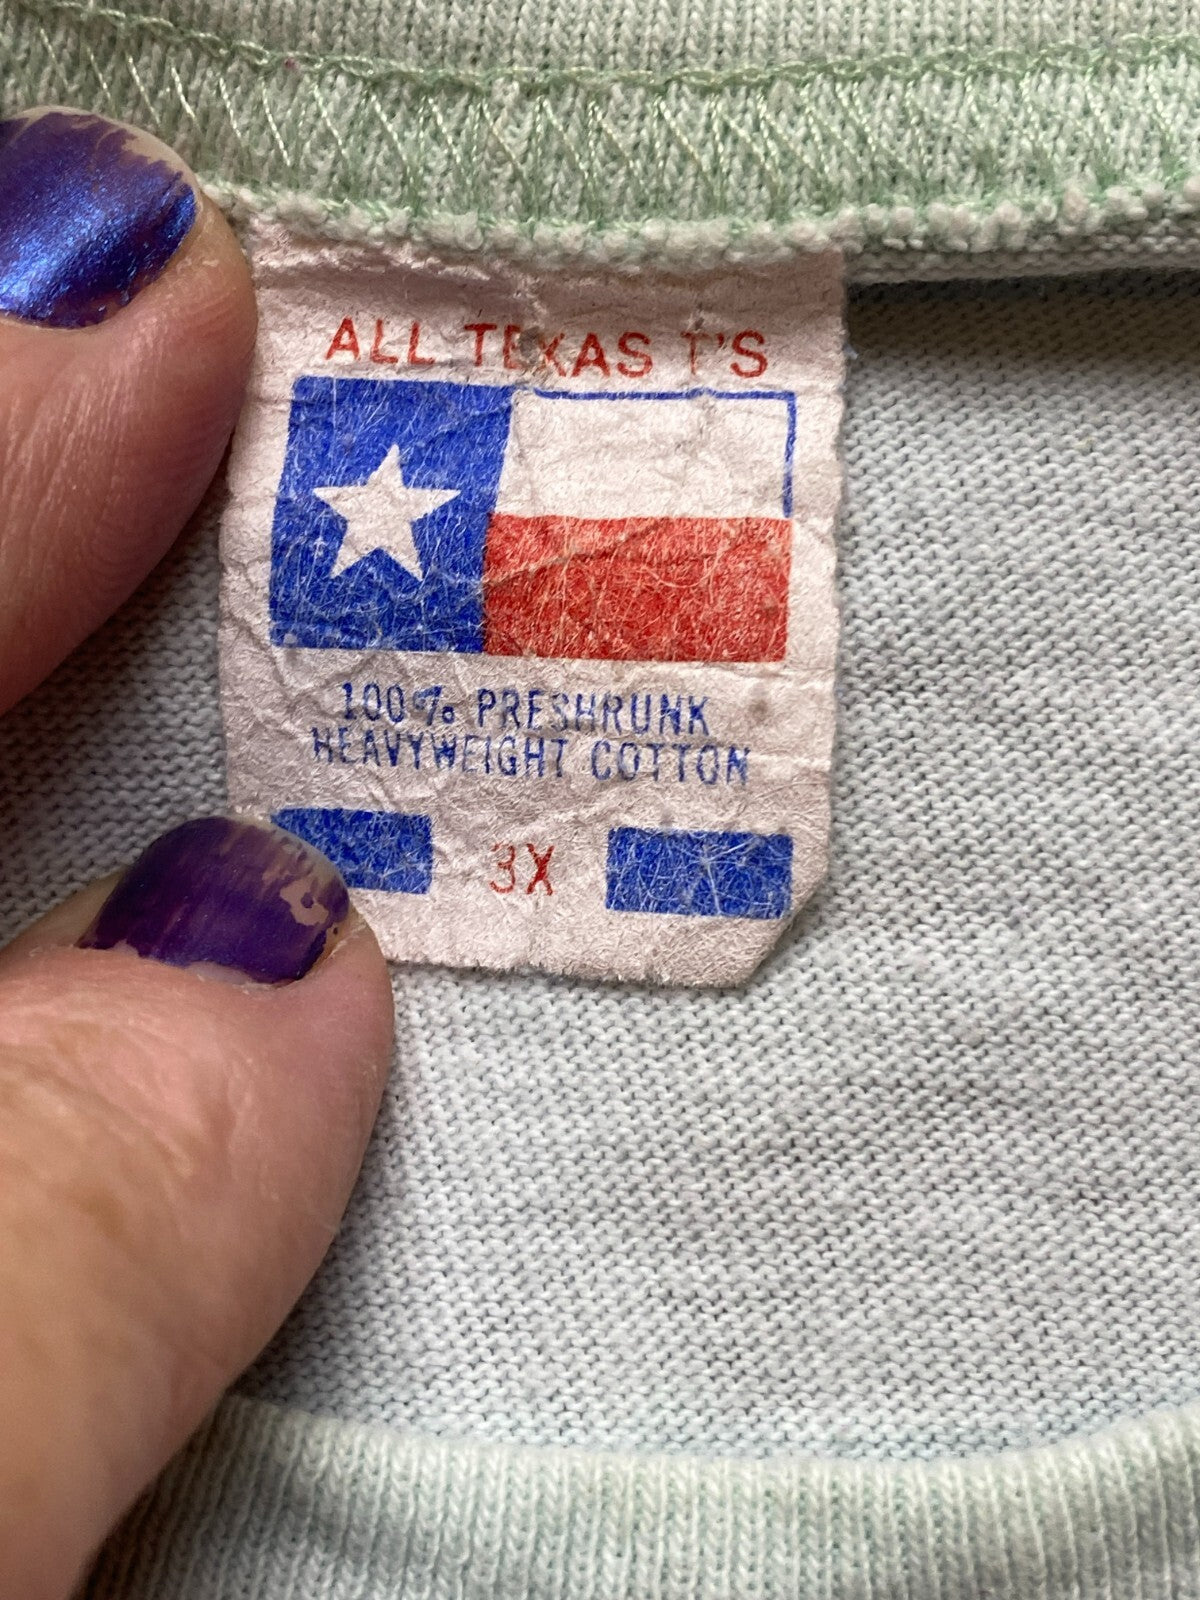 ALL TEXAS T'S
100% PRESHRUNK
HEAVYWEIGHT COTTON
3X